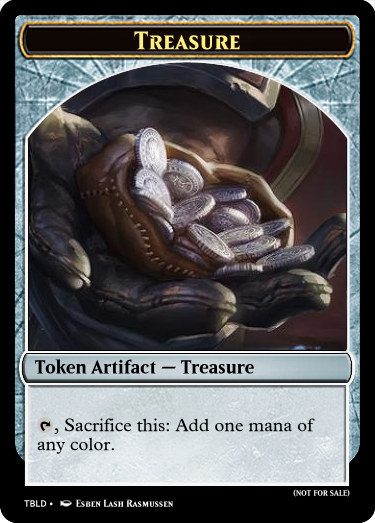 TREASURE
Token Artifact — Treasure
, Sacrifice this: Add one mana of
any color.
(NOT FOR SALE)
TBLD • ESBEN LASH RASMUSSEN